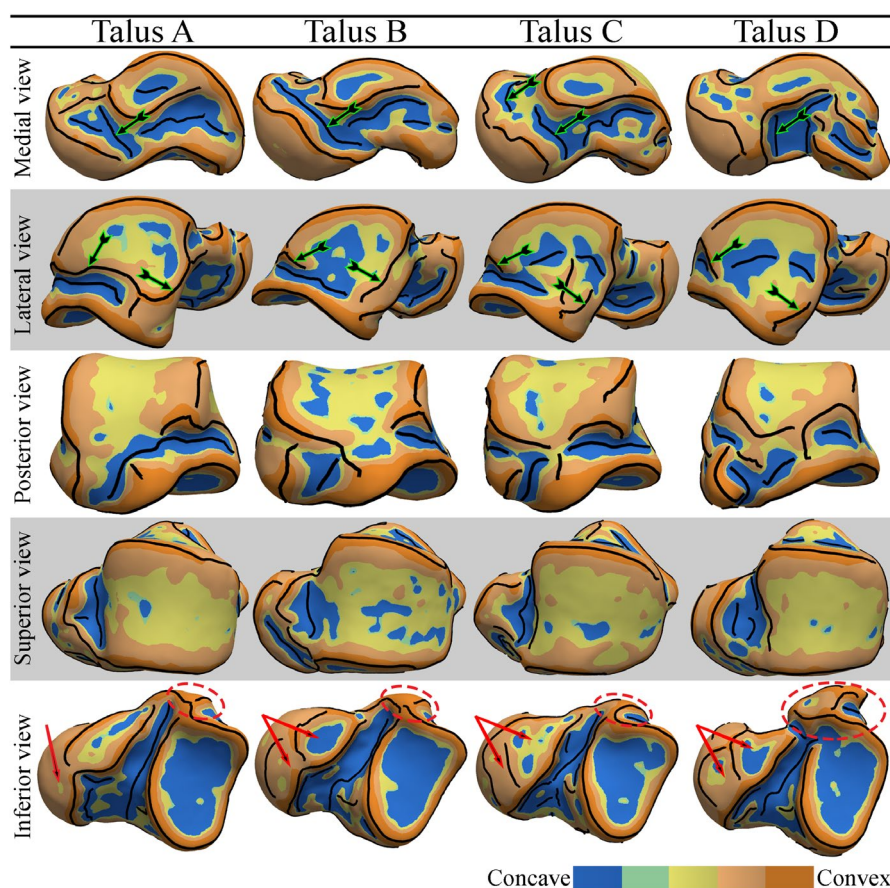 Talus A Talus B Talus C Talus D
Medial view
Lateral view
Posterior view
Superior view
Inferior view
Concave Convex